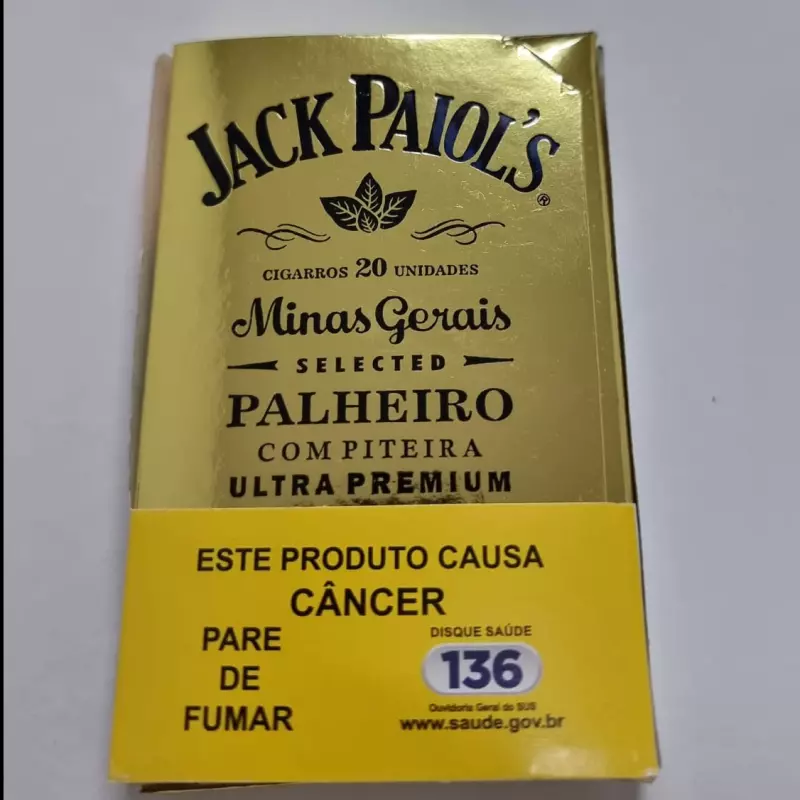 JACK PAIOL'S®
CIGARROS 20 UNIDADES
Minas Gerais
SELECTED
PALHEIRO
COM PITEIRA
ULTRA PREMIUM
ESTE PRODUTO CAUSA
CÂNCER
PARE
DE
FUMAR
DISQUE SAÚDE
136
Ouvidoria Geral do SUS
www.saude.gov.br